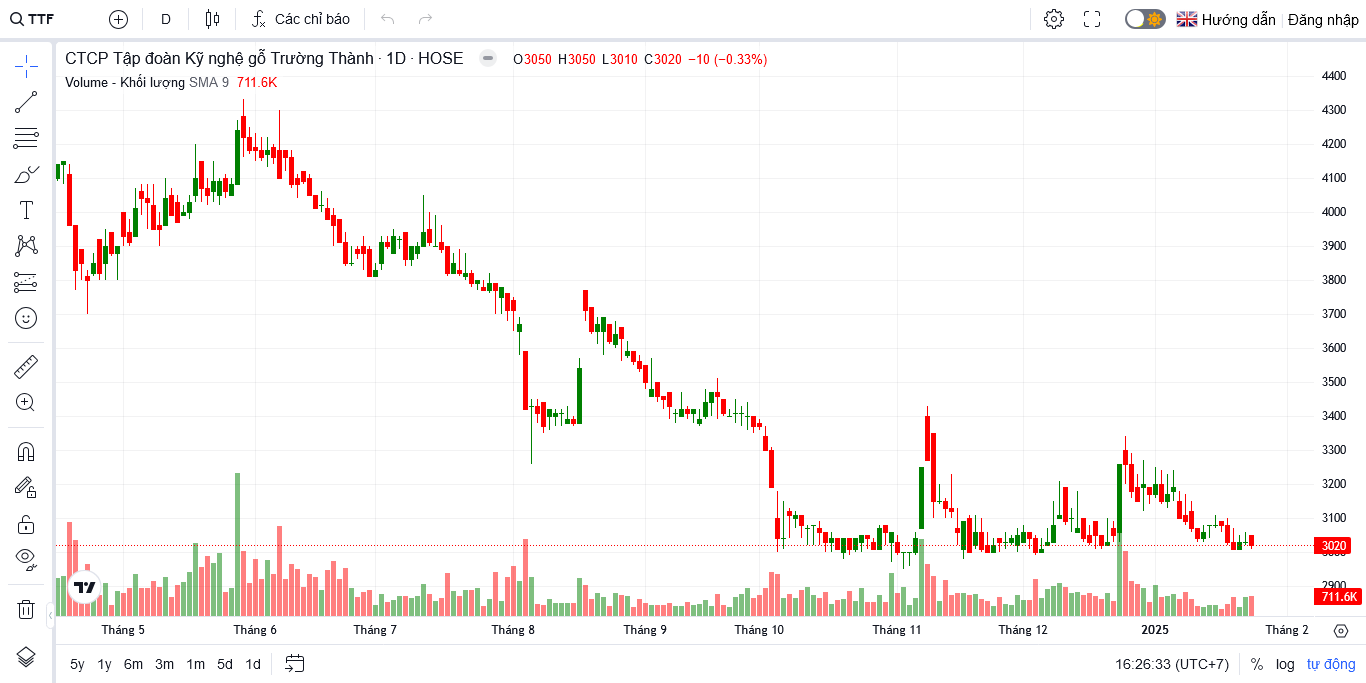 TTF D Các chỉ báo Hướng dẫn Đăng nhập
CTCP Tập đoàn Kỹ nghệ gỗ Trường Thành · 1D · HOSE O3050 H3050 L3010 C3020 −10 (−0.33%)
Volume - Khối lượng SMA 9 711.6K
4400
4300
4200
4100
4000
3900
3800
3700
3600
3500
3400
3300
3200
3100
3020
3000
2900
711.6K
Tháng 5 Tháng 6 Tháng 7 Tháng 8 Tháng 9 Tháng 10 Tháng 11 Tháng 12 2025 Tháng 2
5y 1y 6m 3m 1m 5d 1d 16:26:33 (UTC+7) % log tự động